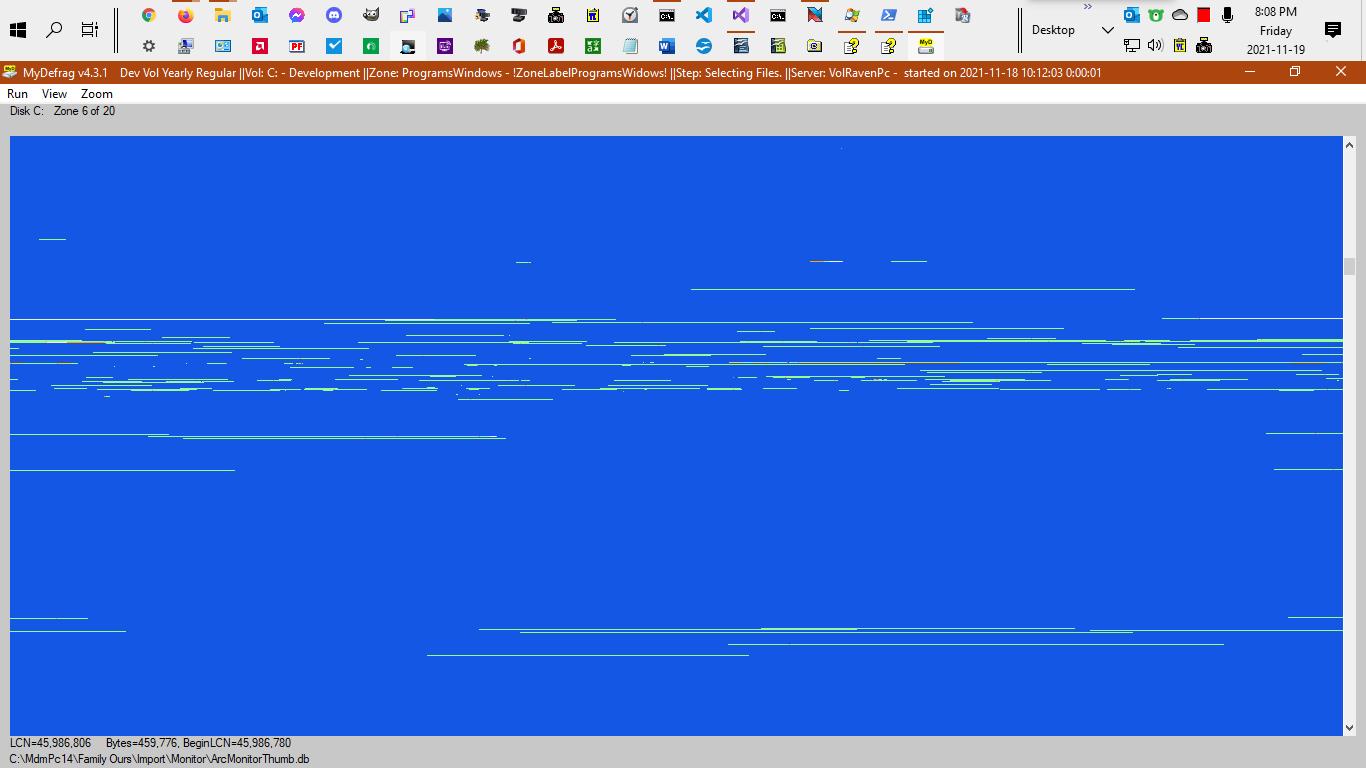 8:08 PM
Desktop
Friday
2021-11-19
MyDefrag v4.3.1    Dev Vol Yearly Regular ||Vol: C: - Development ||Zone: ProgramsWindows - !ZoneLabelProgramsWidows! ||Step: Selecting Files. ||Server: VolRavenPc -  started on 2021-11-18 10:12:03 0:00:01
Run View Zoom
Disk C:   Zone 6 of 20
LCN=45,986,806     Bytes=459,776, BeginLCN=45,986,780
C:\MdmPc14\Family Ours\Import\Monitor\ArcMonitorThumb.db